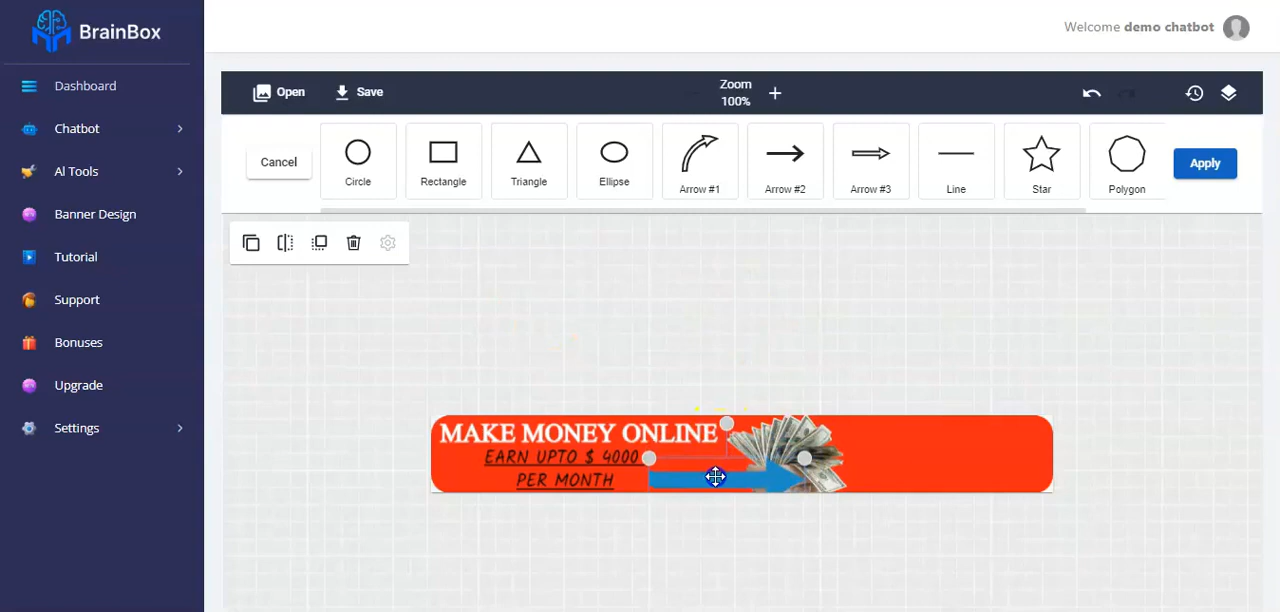 BrainBox
Welcome demo chatbot
Dashboard
Chatbot
AI Tools
Banner Design
Tutorial
Support
Bonuses
Upgrade
Settings
Open
Save
Zoom
100%
Cancel
Circle
Rectangle
Triangle
Ellipse
Arrow #1
Arrow #2
Arrow #3
Line
Star
Polygon
Apply
MAKE MONEY ONLINE
EARN UPTO $ 4000
PER MONTH